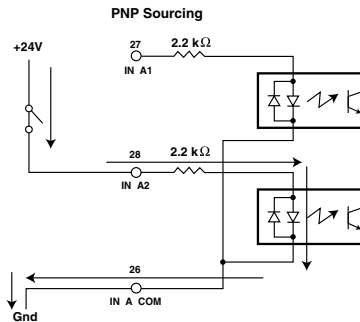 PNP Sourcing
+24V
27
2.2 kΩ
IN A1
28
2.2 kΩ
IN A2
26
IN A COM
Gnd